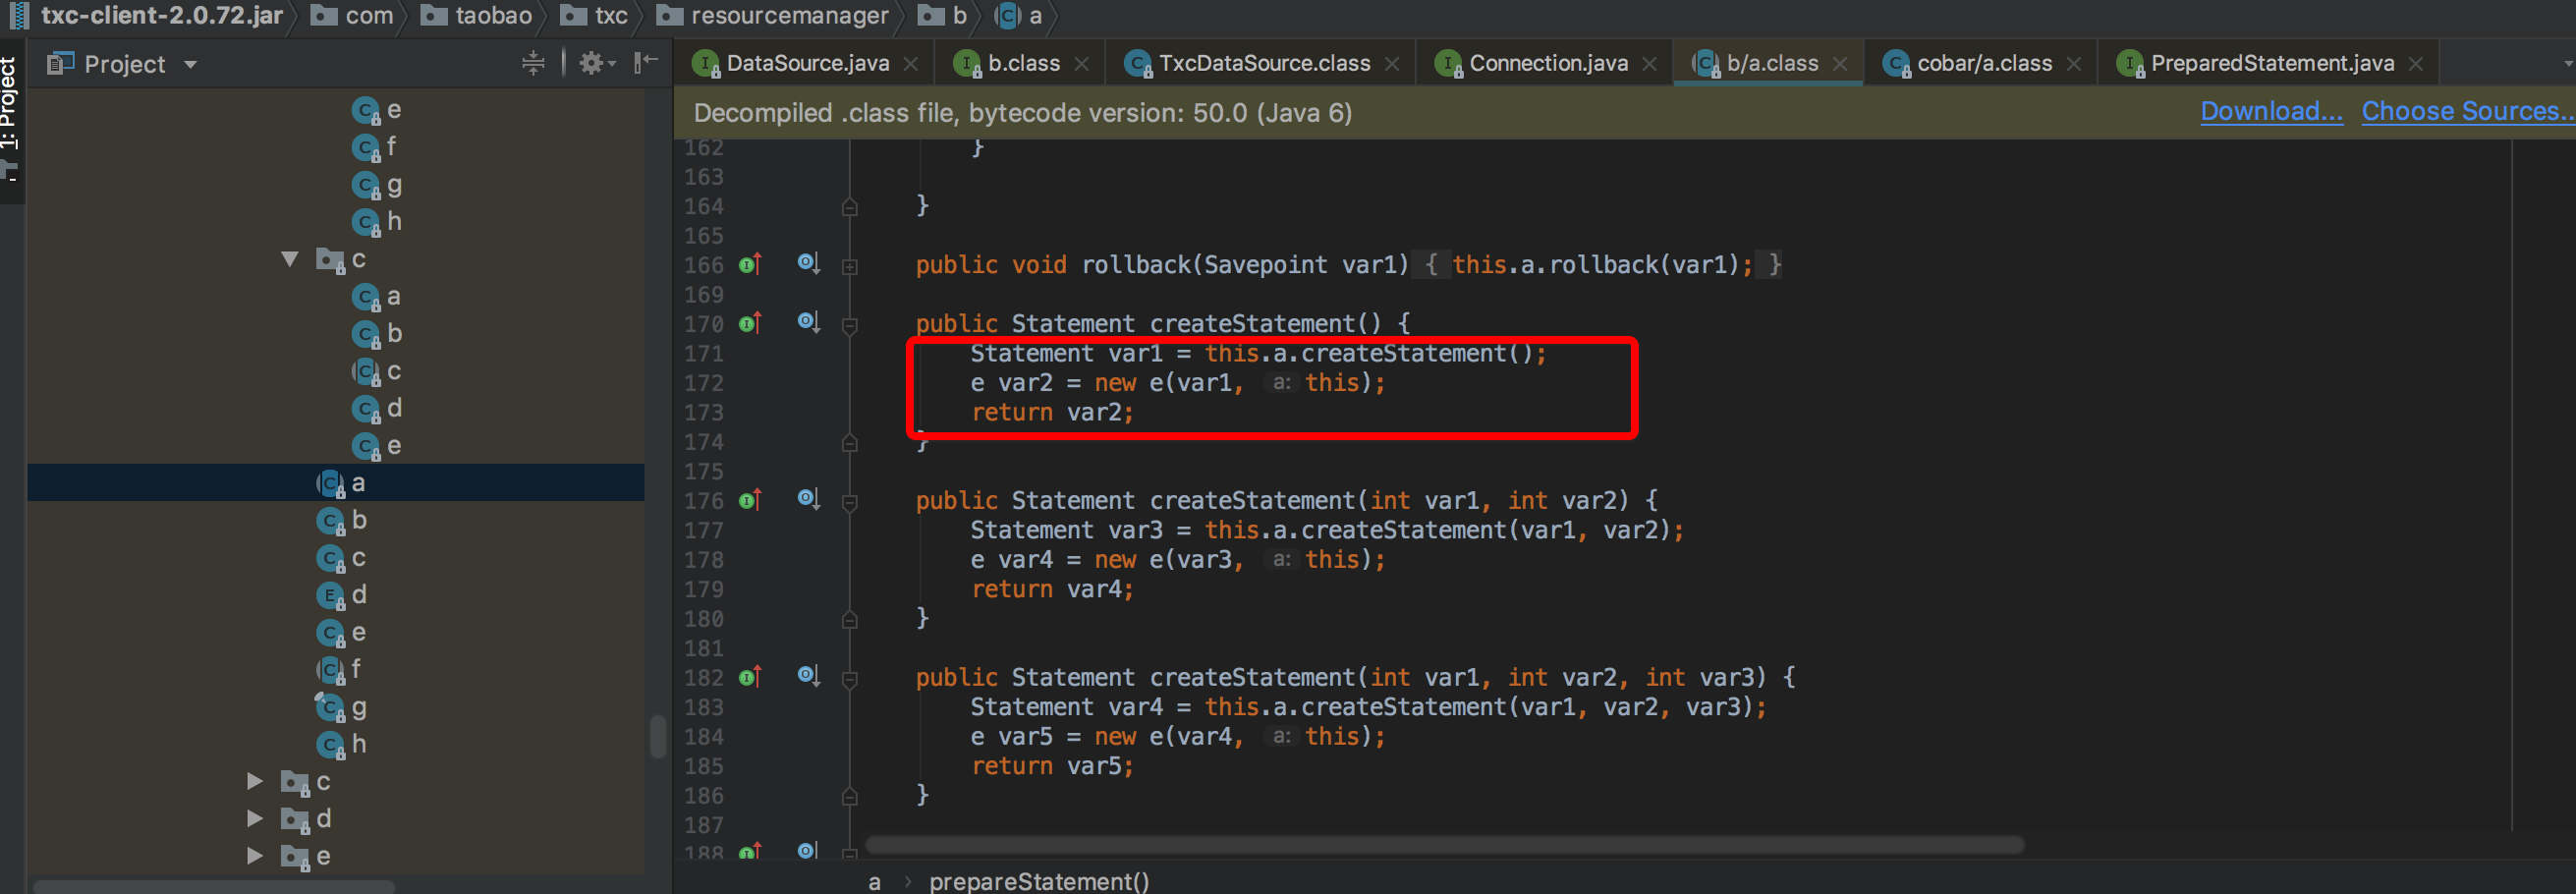 txc-client-2.0.72.jar com taobao txc resourcemanager b a
1: Project
Project
e
f
g
h
c
a
b
c
d
e
a
b
c
d
e
f
g
h
c
d
e
DataSource.java b.class TxcDataSource.class Connection.java b/a.class cobar/a.class PreparedStatement.java
Decompiled .class file, bytecode version: 50.0 (Java 6) Download... Choose Sources...
162 }
163
164 }
165
166 public void rollback(Savepoint var1) { this.a.rollback(var1); }
169
170 public Statement createStatement() {
171 Statement var1 = this.a.createStatement();
172 e var2 = new e(var1, a: this);
173 return var2;
174 }
175
176 public Statement createStatement(int var1, int var2) {
177 Statement var3 = this.a.createStatement(var1, var2);
178 e var4 = new e(var3, a: this);
179 return var4;
180 }
181
182 public Statement createStatement(int var1, int var2, int var3) {
183 Statement var4 = this.a.createStatement(var1, var2, var3);
184 e var5 = new e(var4, a: this);
185 return var5;
186 }
187
188
a › prepareStatement()